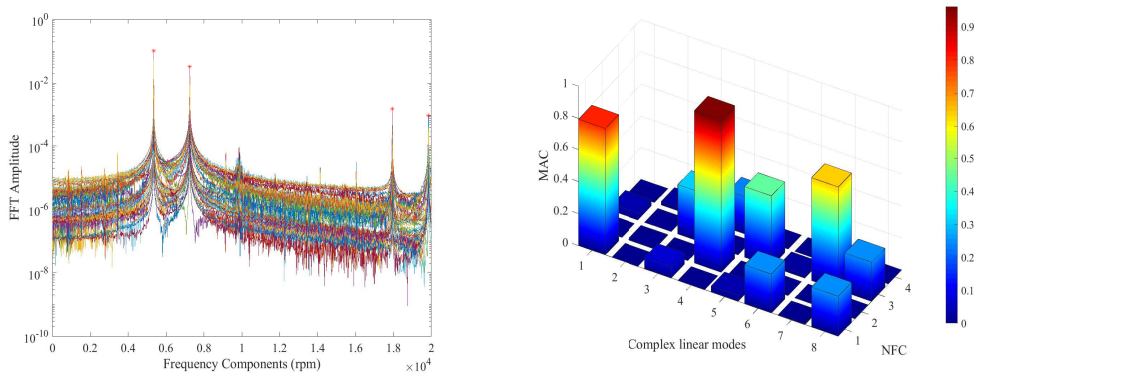 FFT Amplitude
10^0
10^-2
10^-4
10^-6
10^-8
10^-10
0 0.2 0.4 0.6 0.8 1 1.2 1.4 1.6 1.8 2
×10^4
Frequency Components (rpm)
MAC
1
0.8
0.6
0.4
0.2
0
1 2 3 4 5 6 7 8
Complex linear modes
1 2 3 4
NFC
0.9
0.8
0.7
0.6
0.5
0.4
0.3
0.2
0.1
0